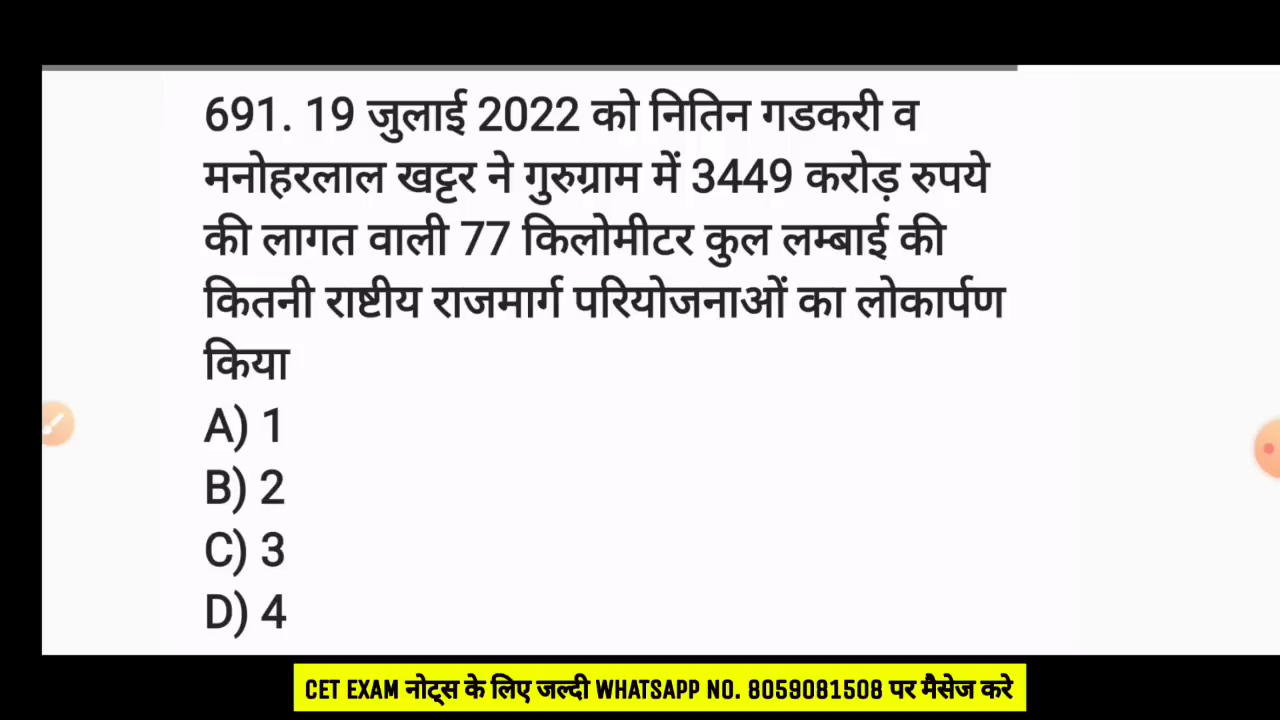 691. 19 जुलाई 2022 को नितिन गडकरी व
मनोहरलाल खट्टर ने गुरुग्राम में 3449 करोड़ रुपये
की लागत वाली 77 किलोमीटर कुल लम्बाई की
कितनी राष्टीय राजमार्ग परियोजनाओं का लोकार्पण
किया
A) 1
B) 2
C) 3
D) 4
CET EXAM नोट्स के लिए जल्दी WHATSAPP NO. 8059081508 पर मैसेज करे